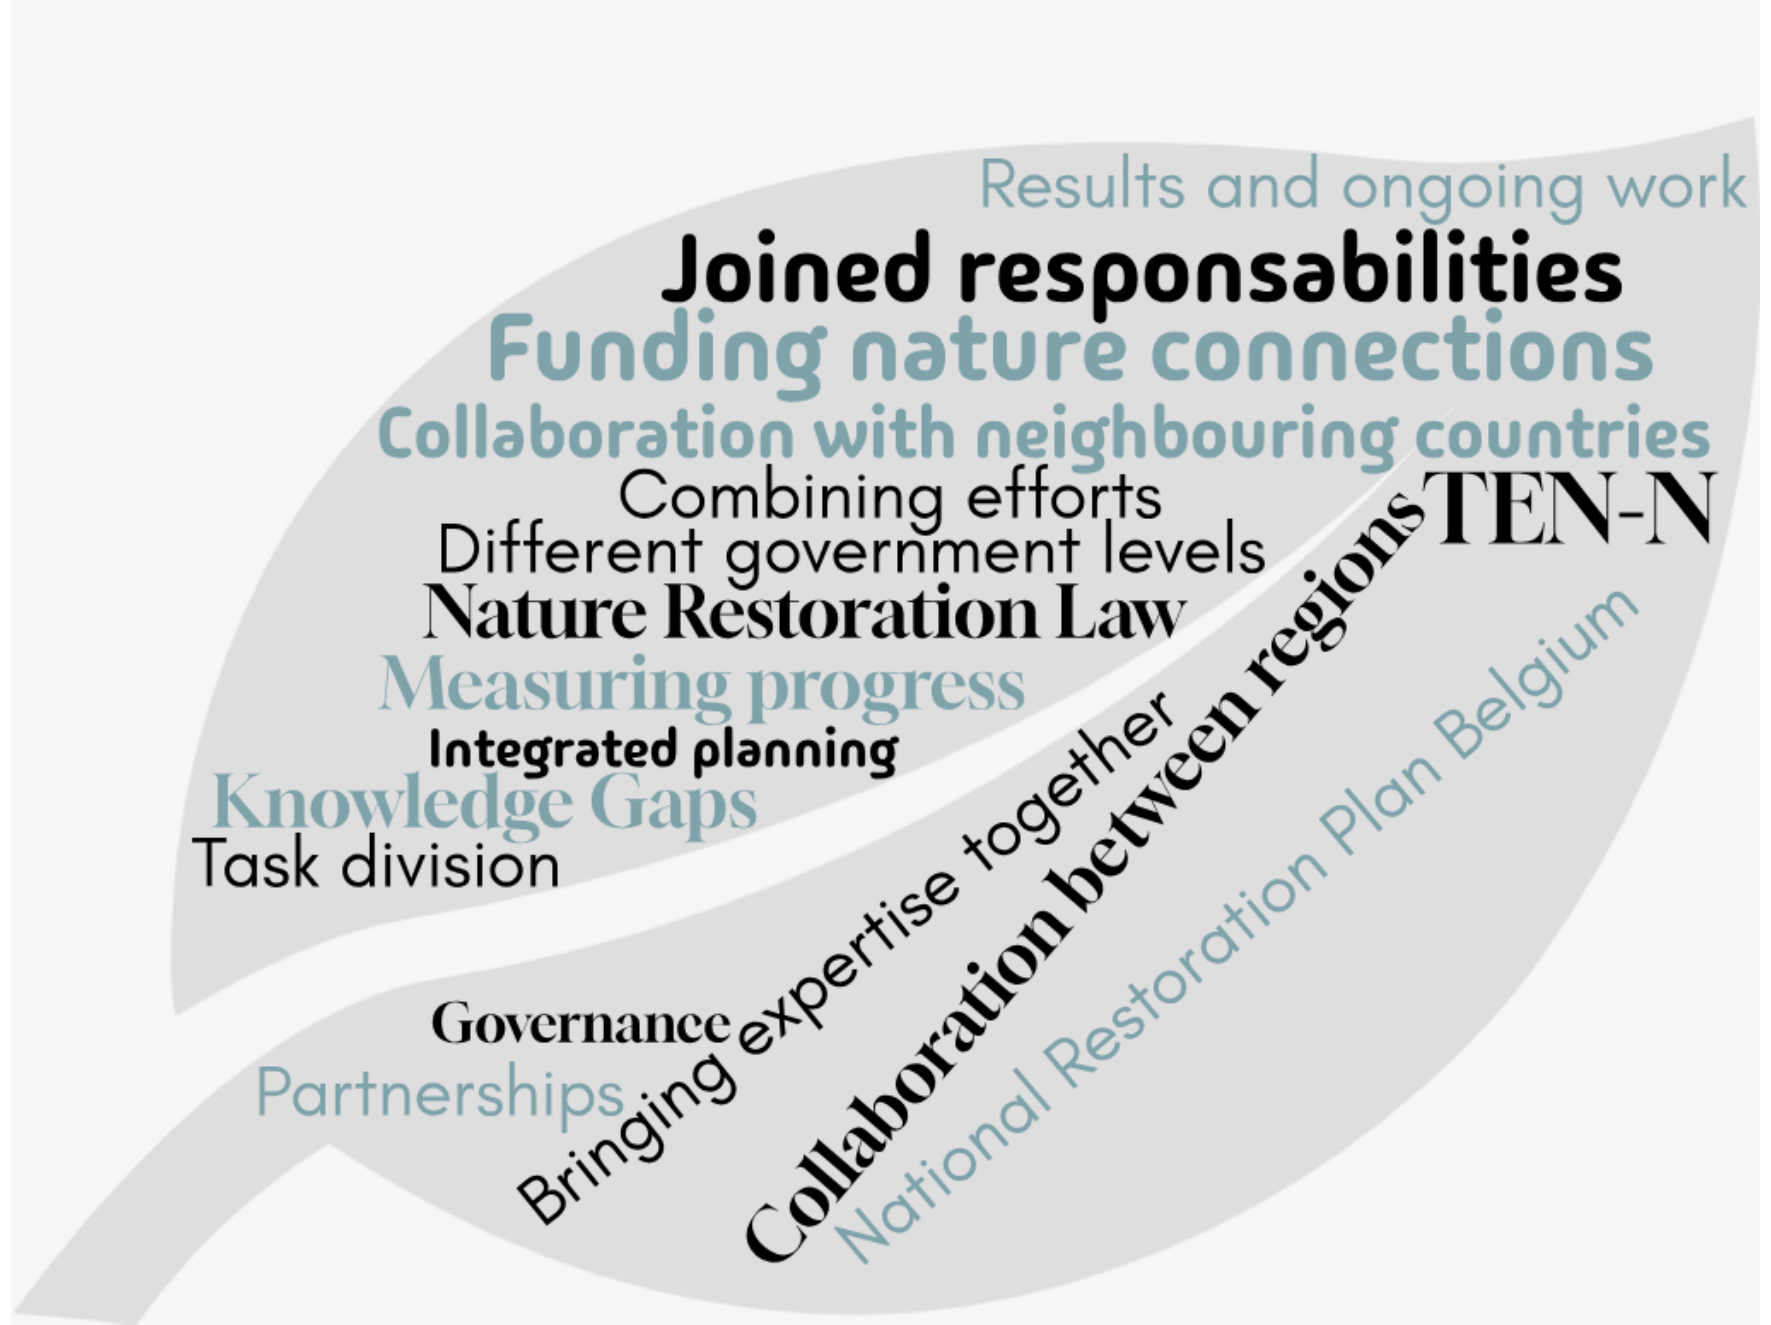 Results and ongoing work
Joined responsabilities
Funding nature connections
Collaboration with neighbouring countries
Combining efforts
TEN-N
Different government levels
Nature Restoration Law
Measuring progress
Integrated planning
Knowledge Gaps
Task division
Governance
Partnerships
Bringing expertise together
Collaboration between regions
National Restoration Plan Belgium